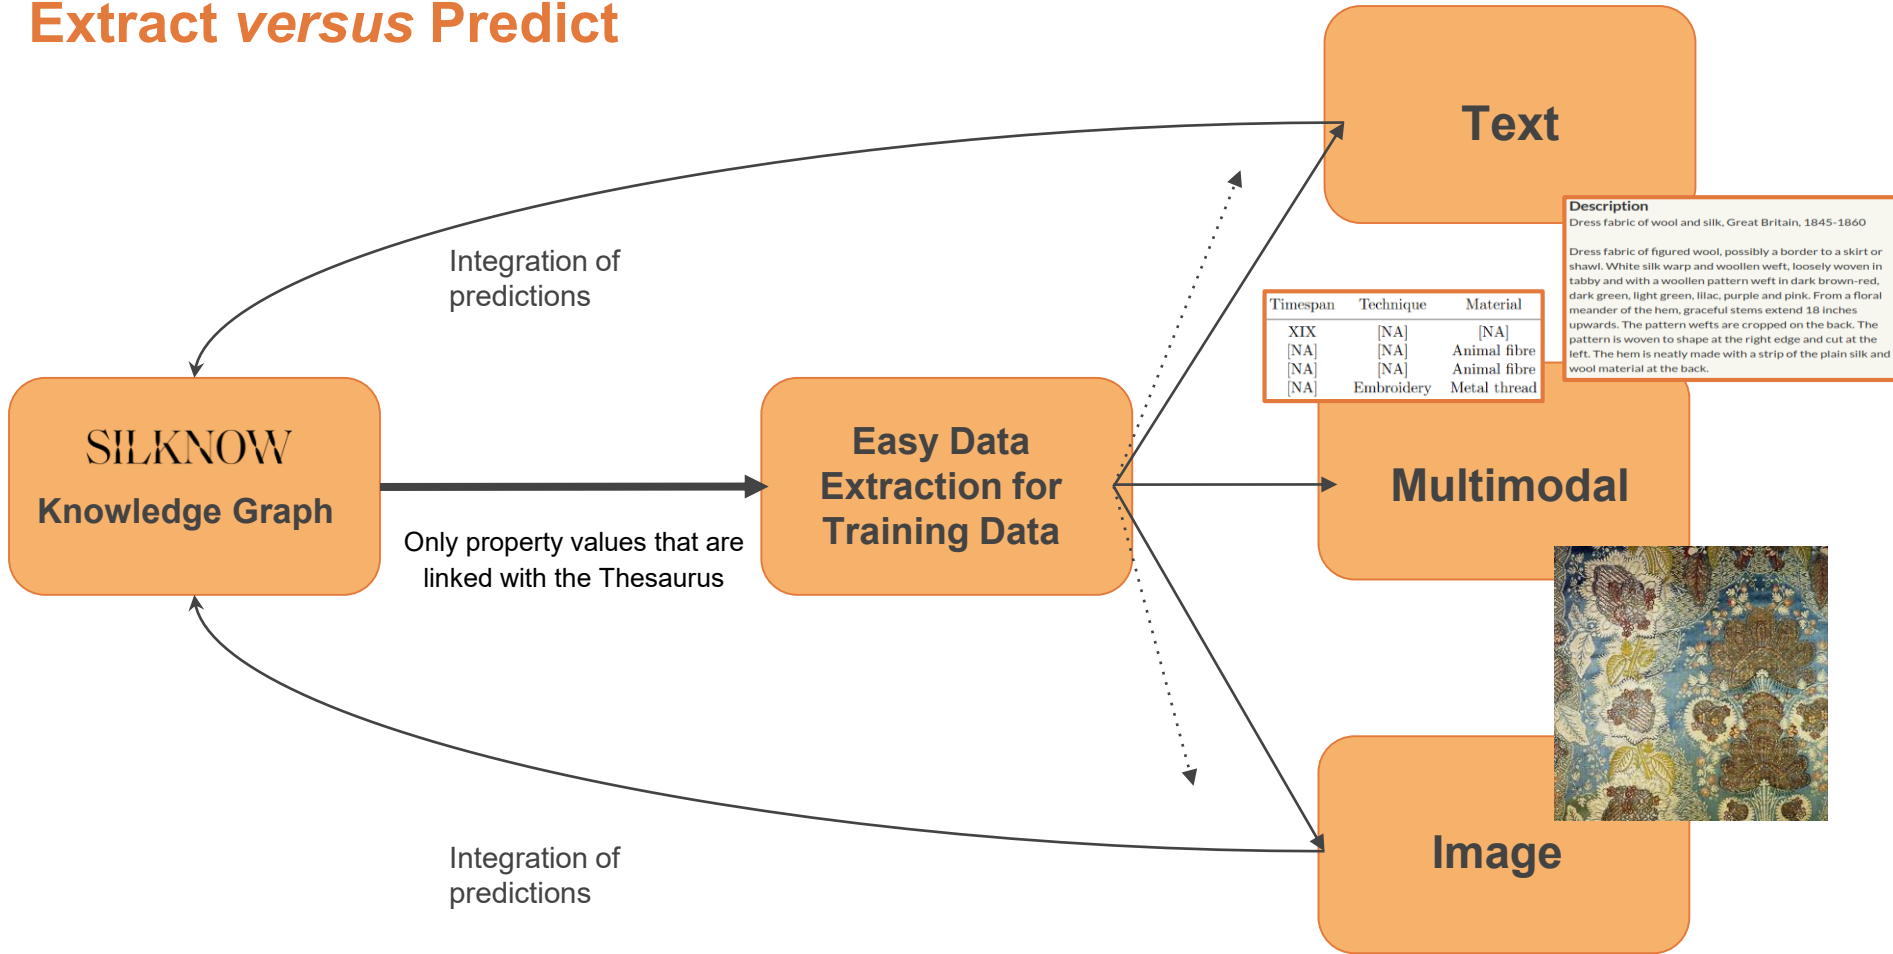 Extract versus Predict
Text
Description
Dress fabric of wool and silk, Great Britain, 1845-1860
Dress fabric of figured wool, possibly a border to a skirt or
shawl. White silk warp and woollen weft, loosely woven in
tabby and with a woollen pattern weft in dark brown-red,
dark green, light green, lilac, purple and pink. From a floral
meander of the hem, graceful stems extend 18 inches
upwards. The pattern wefts are cropped on the back. The
pattern is woven to shape at the right edge and cut at the
left. The hem is neatly made with a strip of the plain silk and
wool material at the back.
Integration of
predictions
Timespan Technique Material
XIX [NA] [NA]
[NA] [NA] Animal fibre
[NA] [NA] Animal fibre
[NA] Embroidery Metal thread
SILKNOW
Knowledge Graph
Only property values that are
linked with the Thesaurus
Easy Data
Extraction for
Training Data
Multimodal
Image
Integration of
predictions